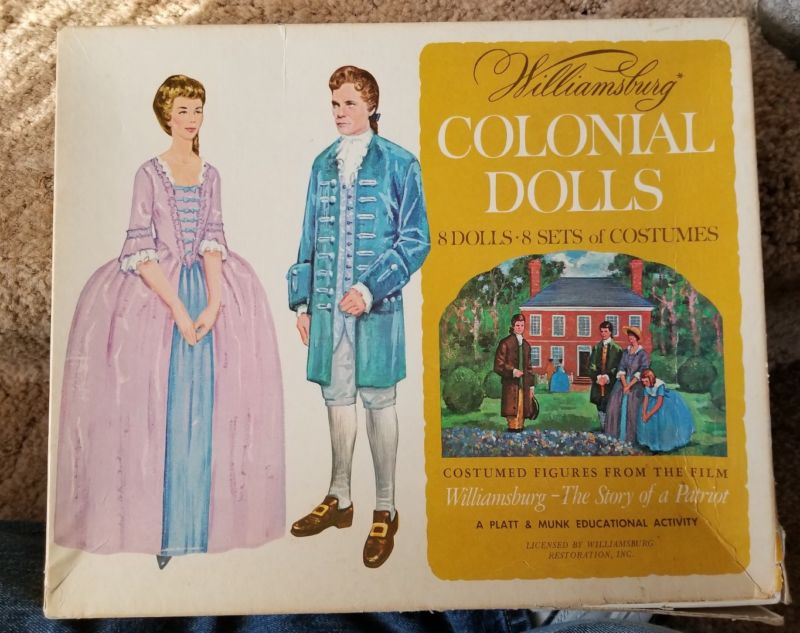 Williamsburg*
COLONIAL
DOLLS
8 DOLLS · 8 SETS of COSTUMES
COSTUMED FIGURES FROM THE FILM
Williamsburg – The Story of a Patriot
A PLATT & MUNK EDUCATIONAL ACTIVITY
LICENSED BY WILLIAMSBURG
RESTORATION, INC.